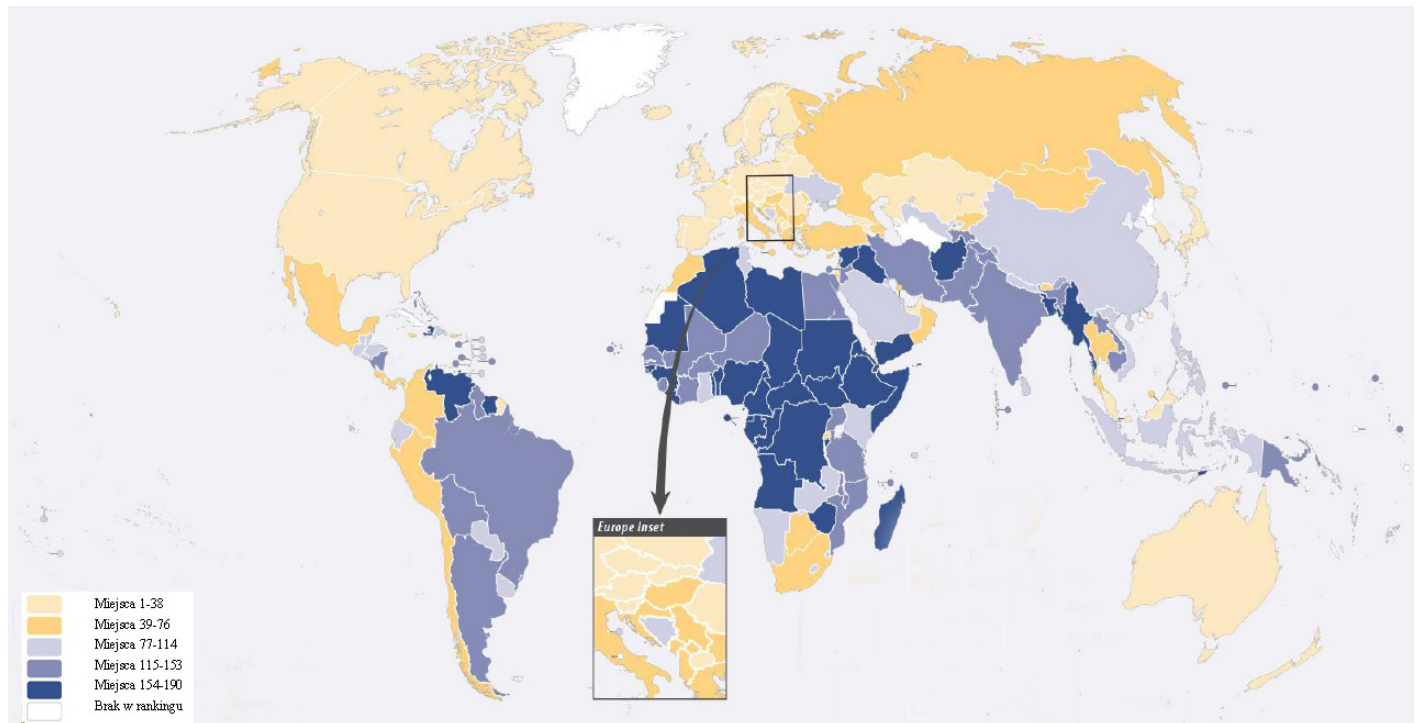 Europe inset
Miejsca 1-38
Miejsca 39-76
Miejsca 77-114
Miejsca 115-153
Miejsca 154-190
Brak w rankingu